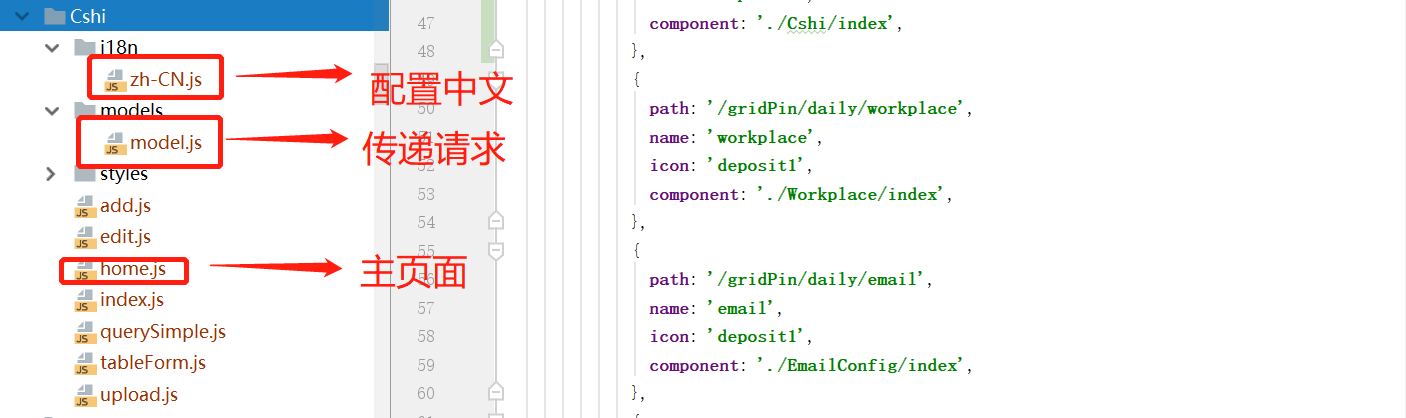 Cshi
i18n
zh-CN.js
配置中文
models
model.js
传递请求
styles
add.js
edit.js
home.js
主页面
index.js
querySimple.js
tableForm.js
upload.js
47 component: './Cshi/index',
48 },
{
50 path: '/gridPin/daily/workplace',
51 name: 'workplace',
52 icon: 'deposit1',
53 component: './Workplace/index',
54 },
55 {
56 path: '/gridPin/daily/email',
57 name: 'email',
58 icon: 'deposit1',
59 component: './EmailConfig/index',
60 },